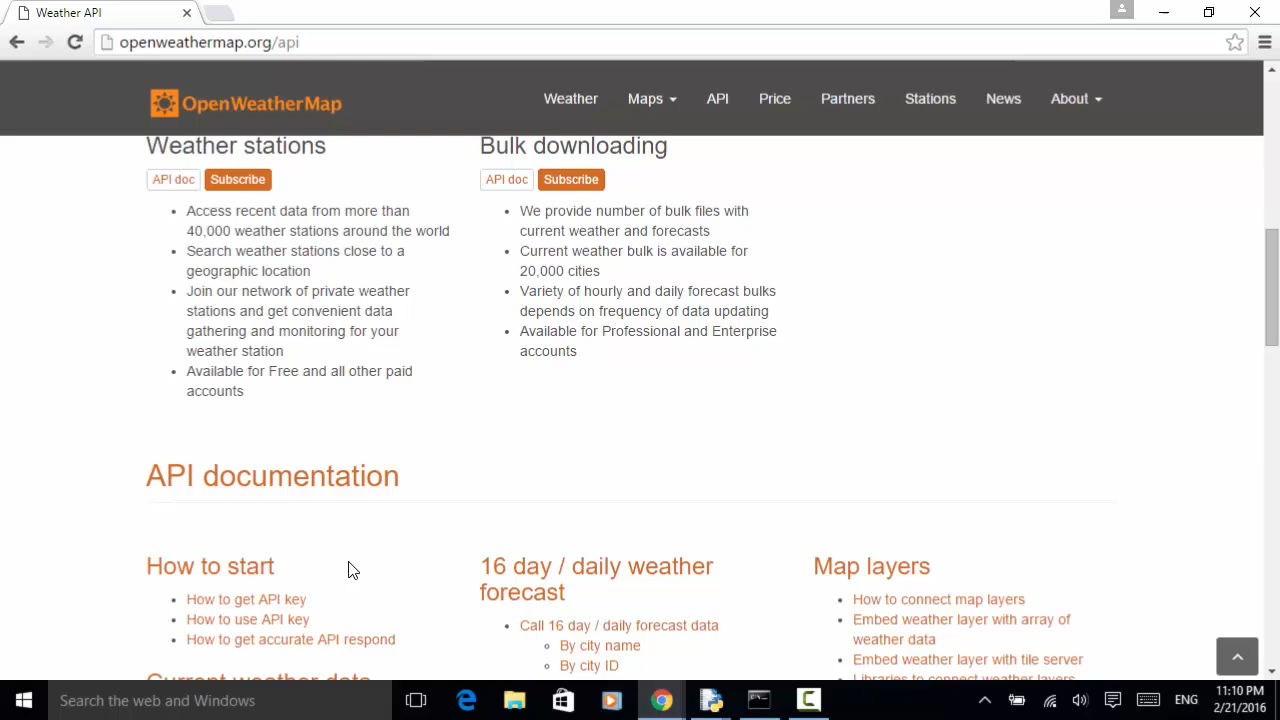 Weather API
openweathermap.org/api
OpenWeatherMap
Weather
Maps
API
Price
Partners
Stations
News
About
Weather stations
API doc
Subscribe
Access recent data from more than
40,000 weather stations around the world
Search weather stations close to a
geographic location
Join our network of private weather
stations and get convenient data
gathering and monitoring for your
weather station
Available for Free and all other paid
accounts
Bulk downloading
API doc
Subscribe
We provide number of bulk files with
current weather and forecasts
Current weather bulk is available for
20,000 cities
Variety of hourly and daily forecast bulks
depends on frequency of data updating
Available for Professional and Enterprise
accounts
API documentation
How to start
How to get API key
How to use API key
How to get accurate API respond
Current weather data
16 day / daily weather
forecast
Call 16 day / daily forecast data
By city name
By city ID
Map layers
How to connect map layers
Embed weather layer with array of
weather data
Embed weather layer with tile server
Libraries to connect weather layers
Search the web and Windows
ENG
11:10 PM
2/21/2016